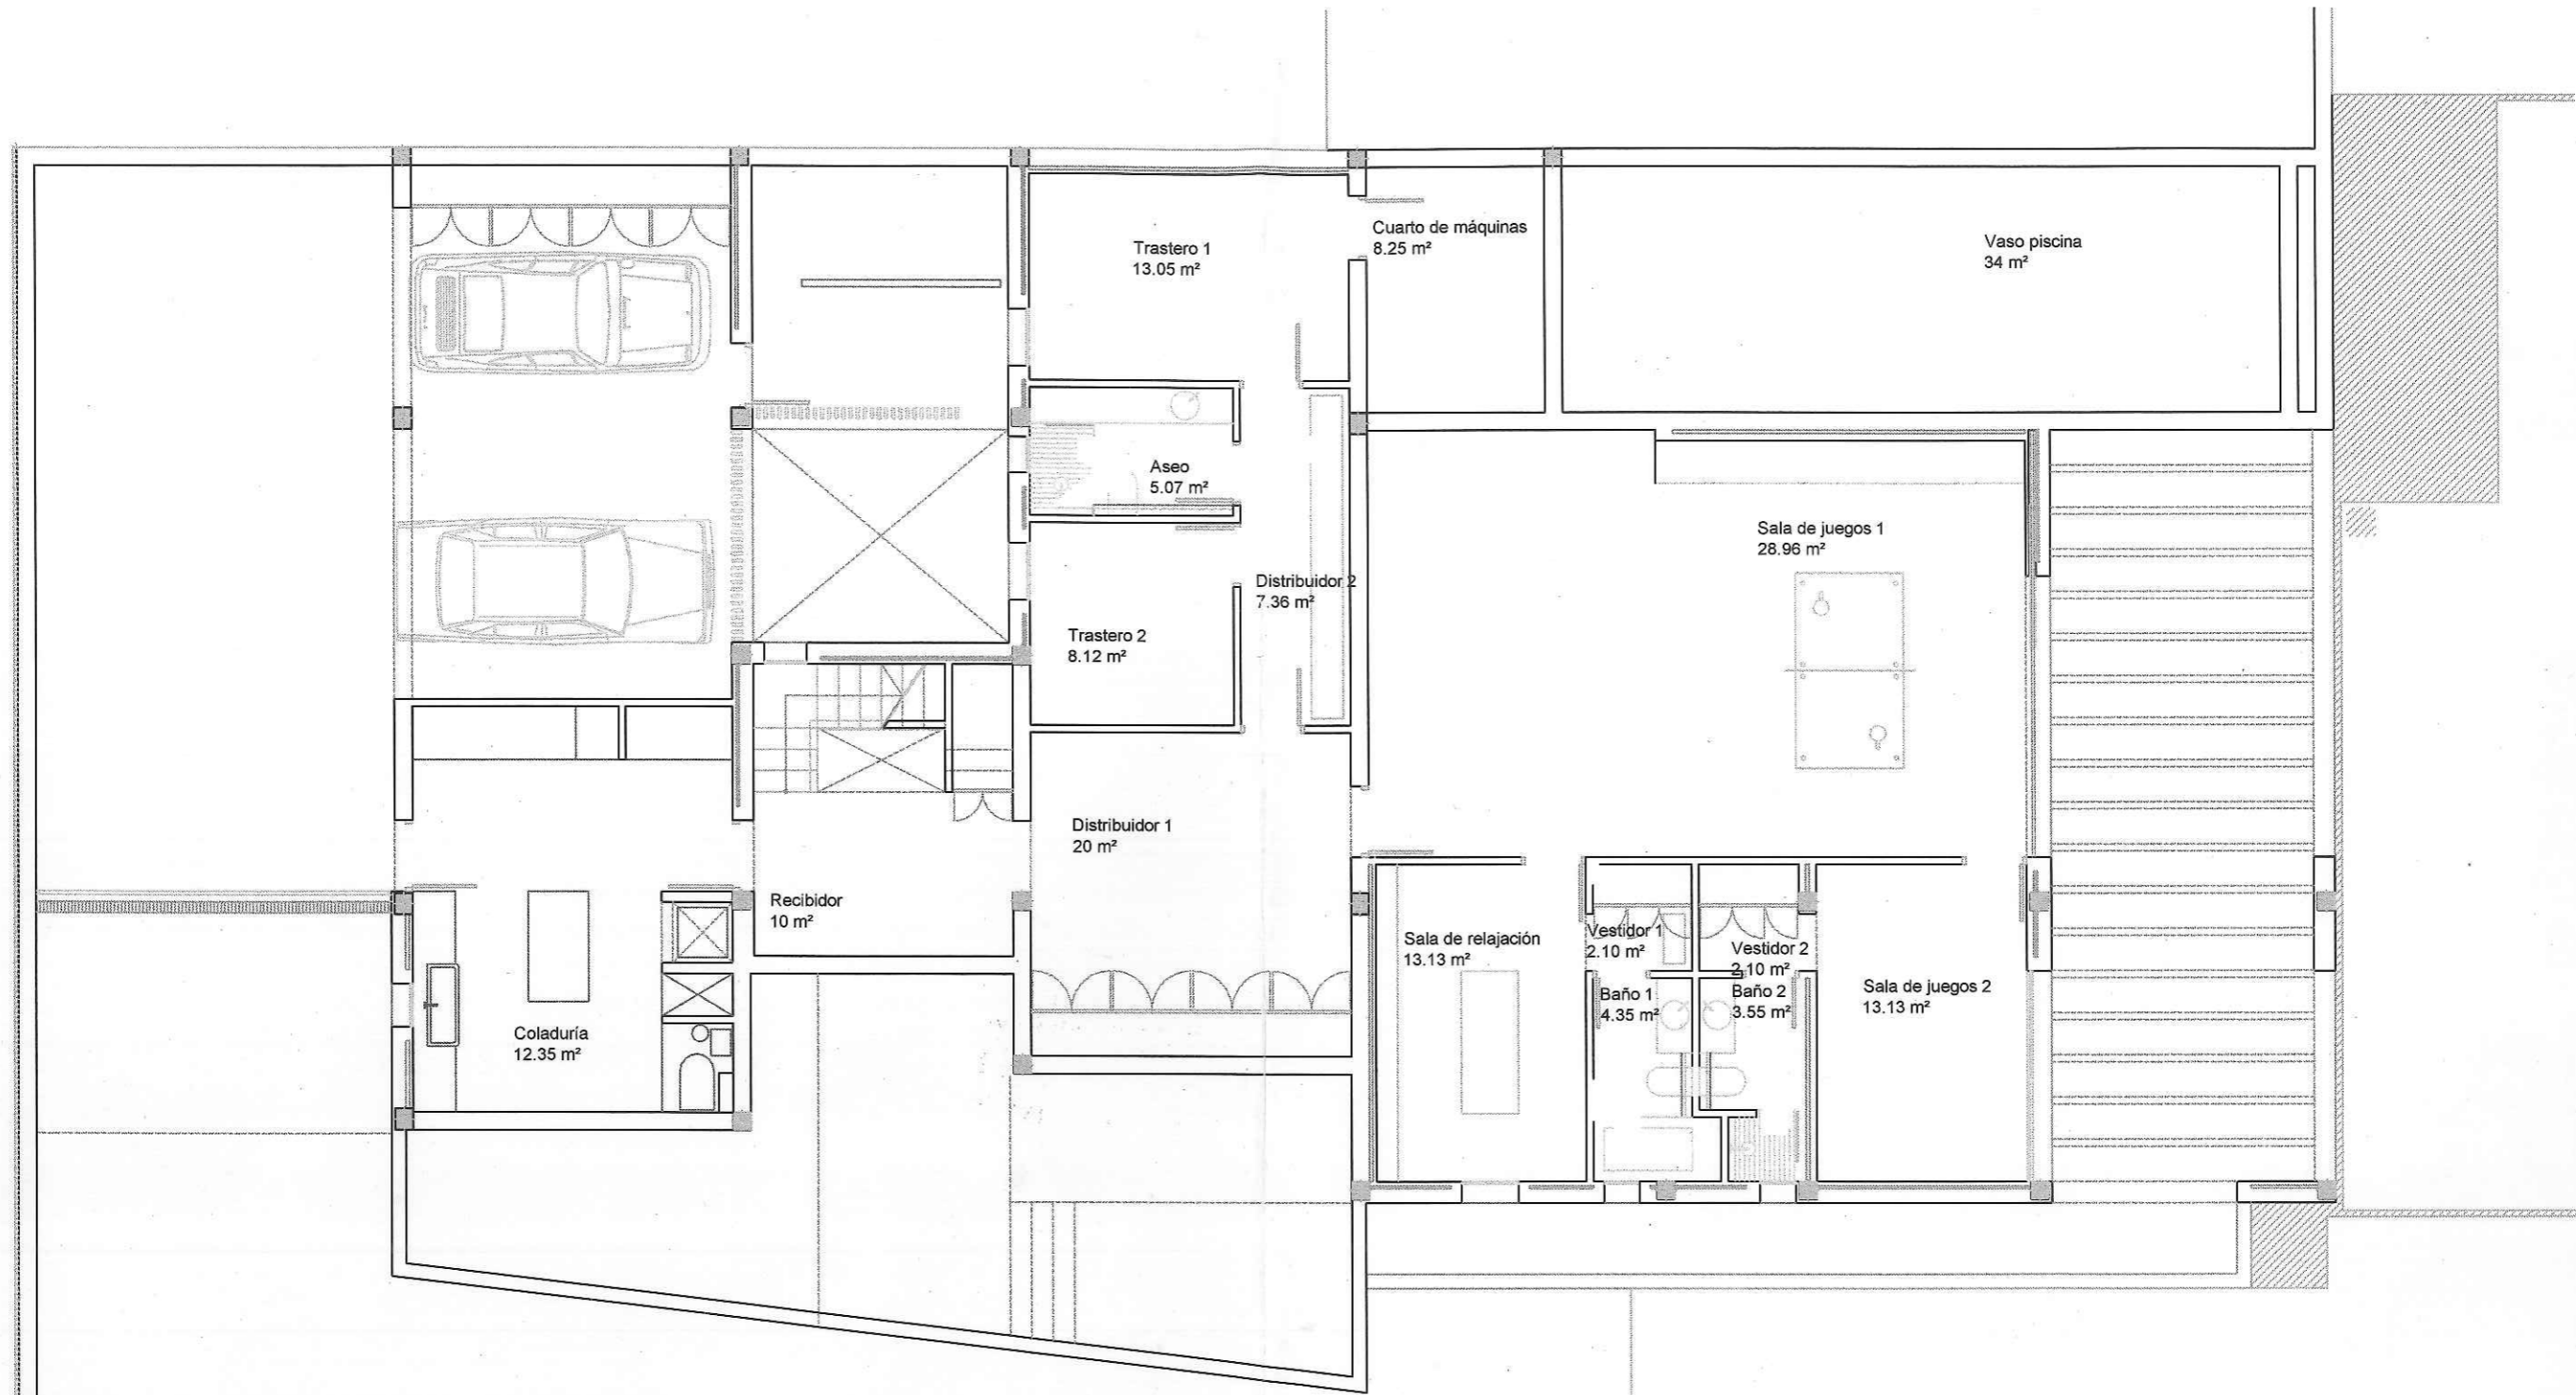 Trastero 1
13.05 m²
Cuarto de máquinas
8.25 m²
Vaso piscina
34 m²
Aseo
5.07 m²
Sala de juegos 1
28.96 m²
Distribuidor 2
7.36 m²
Trastero 2
8.12 m²
Distribuidor 1
20 m²
Recibidor
10 m²
Sala de relajación
13.13 m²
Vestidor 1
2.10 m²
Vestidor 2
2.10 m²
Baño 1
4.35 m²
Baño 2
3.55 m²
Sala de juegos 2
13.13 m²
Coladuría
12.35 m²